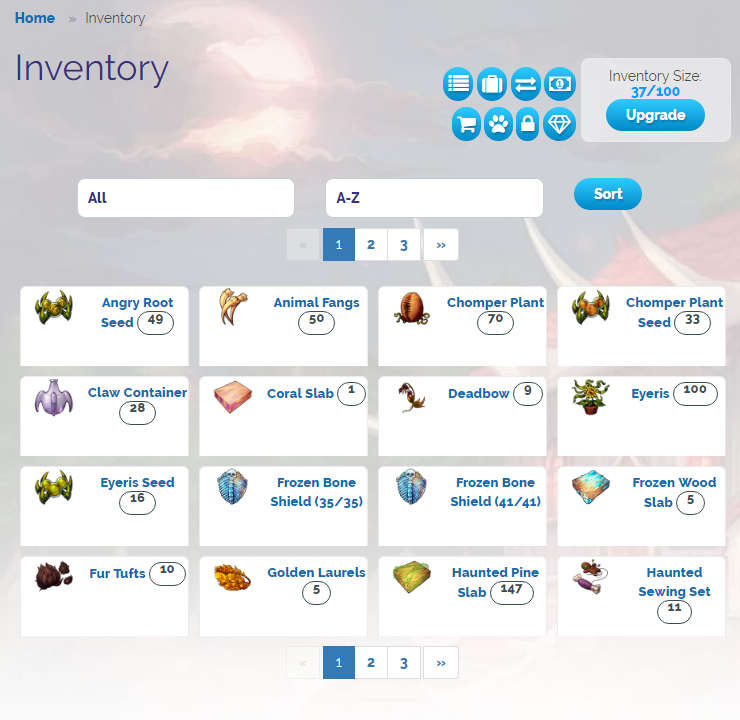 Home » Inventory
Inventory
Inventory Size:
37/100
Upgrade
All
A-Z
Sort
« 1 2 3 »
Angry Root
Seed 49
Animal Fangs
50
Chomper Plant
70
Chomper Plant
Seed 33
Claw Container
28
Coral Slab 1
Deadbow 9
Eyeris 100
Eyeris Seed
16
Frozen Bone
Shield (35/35)
Frozen Bone
Shield (41/41)
Frozen Wood
Slab 5
Fur Tufts 10
Golden Laurels
5
Haunted Pine
Slab 147
Haunted
Sewing Set
11
« 1 2 3 »